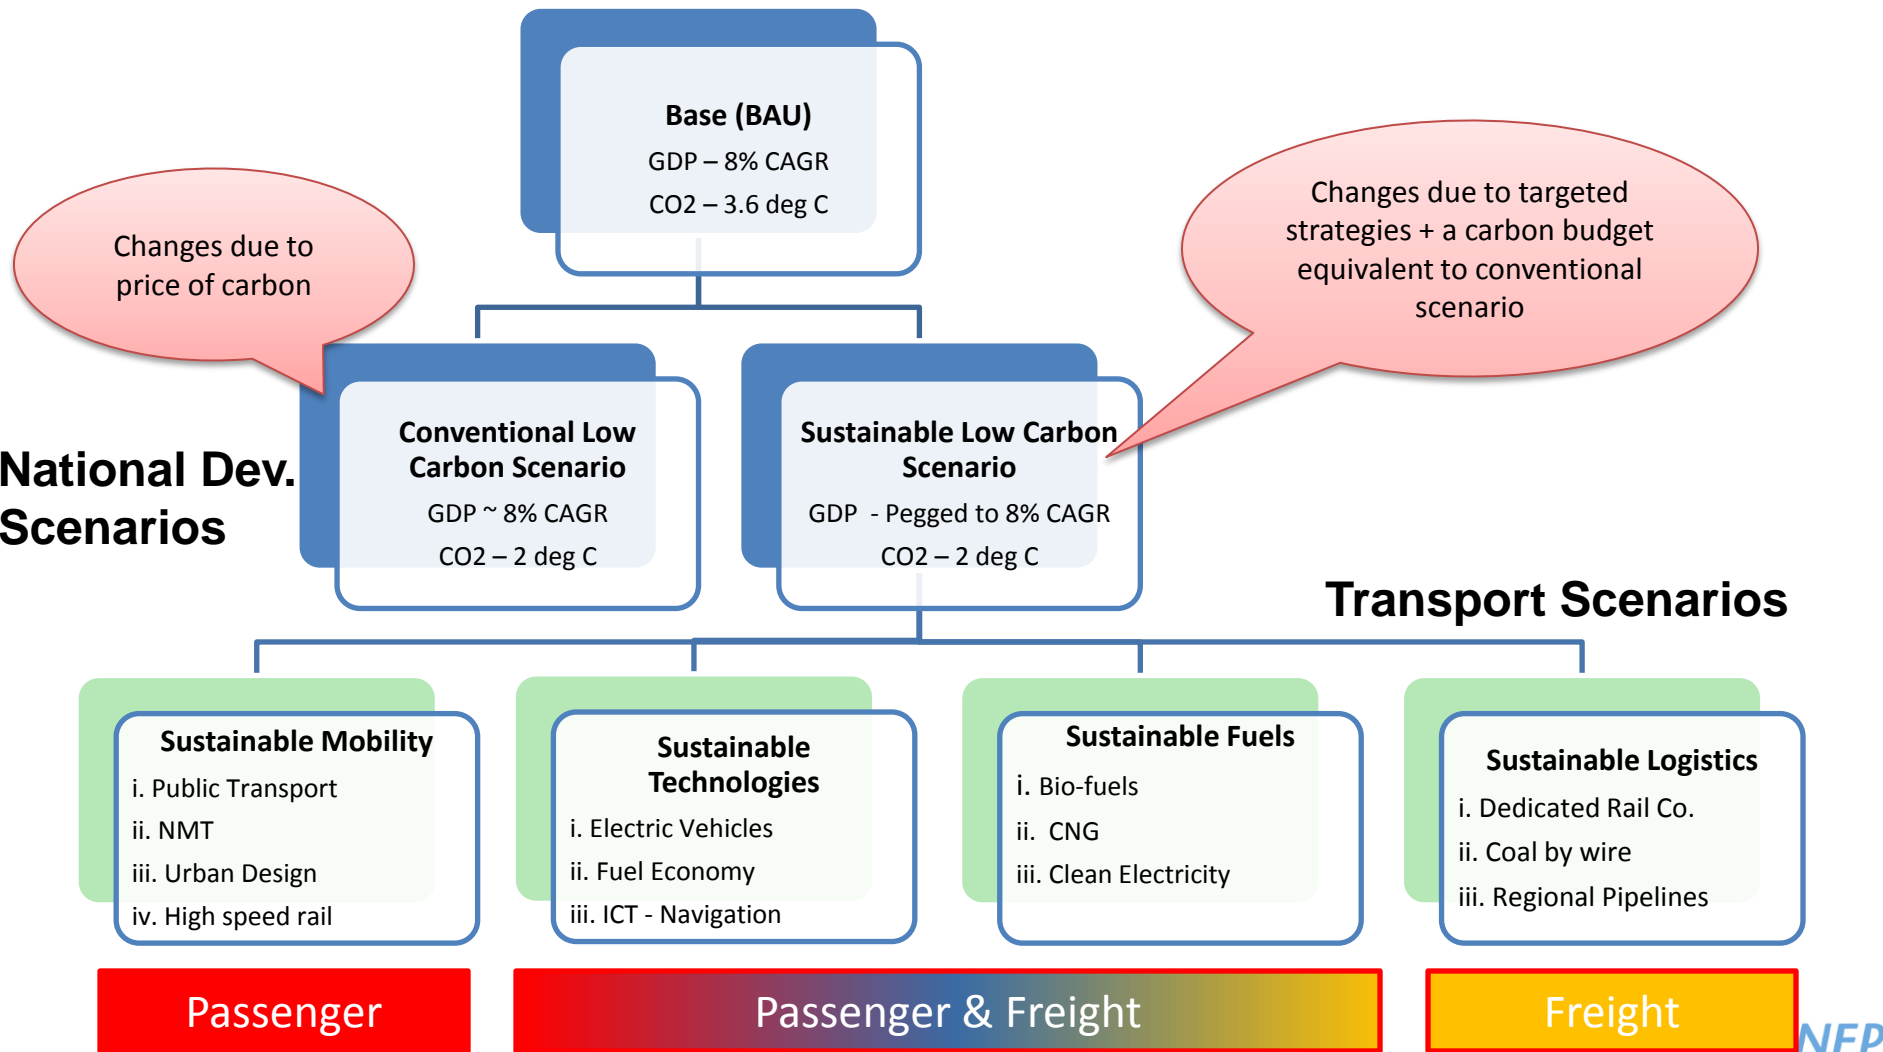 Base (BAU)
GDP – 8% CAGR
CO2 – 3.6 deg C
Changes due to
price of carbon
Changes due to targeted
strategies + a carbon budget
equivalent to conventional
scenario
National Dev.
Scenarios
Conventional Low
Carbon Scenario
GDP ~ 8% CAGR
CO2 – 2 deg C
Sustainable Low Carbon
Scenario
GDP - Pegged to 8% CAGR
CO2 – 2 deg C
Transport Scenarios
Sustainable Mobility
i. Public Transport
ii. NMT
iii. Urban Design
iv. High speed rail
Sustainable
Technologies
i. Electric Vehicles
ii. Fuel Economy
iii. ICT - Navigation
Sustainable Fuels
i. Bio-fuels
ii. CNG
iii. Clean Electricity
Sustainable Logistics
i. Dedicated Rail Co.
ii. Coal by wire
iii. Regional Pipelines
Passenger
Passenger & Freight
Freight